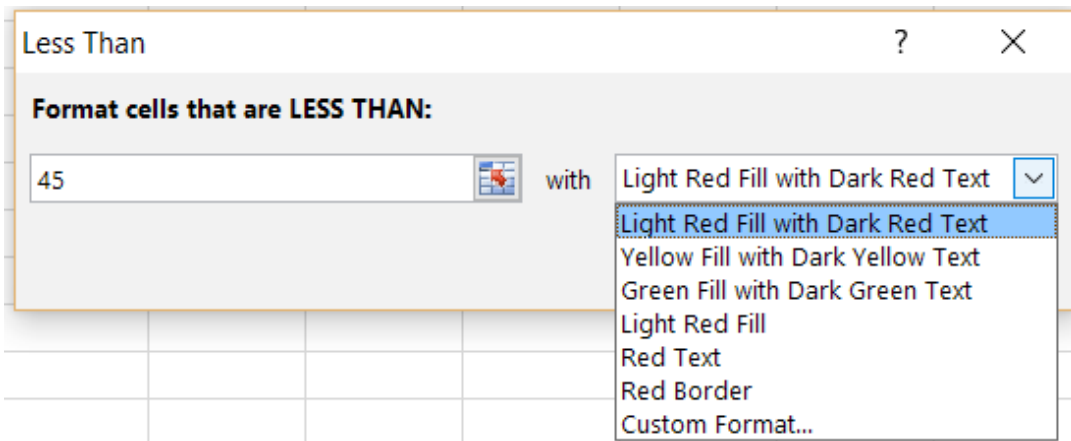 Less Than ?
Format cells that are LESS THAN:
45 with Light Red Fill with Dark Red Text
Light Red Fill with Dark Red Text
Yellow Fill with Dark Yellow Text
Green Fill with Dark Green Text
Light Red Fill
Red Text
Red Border
Custom Format...